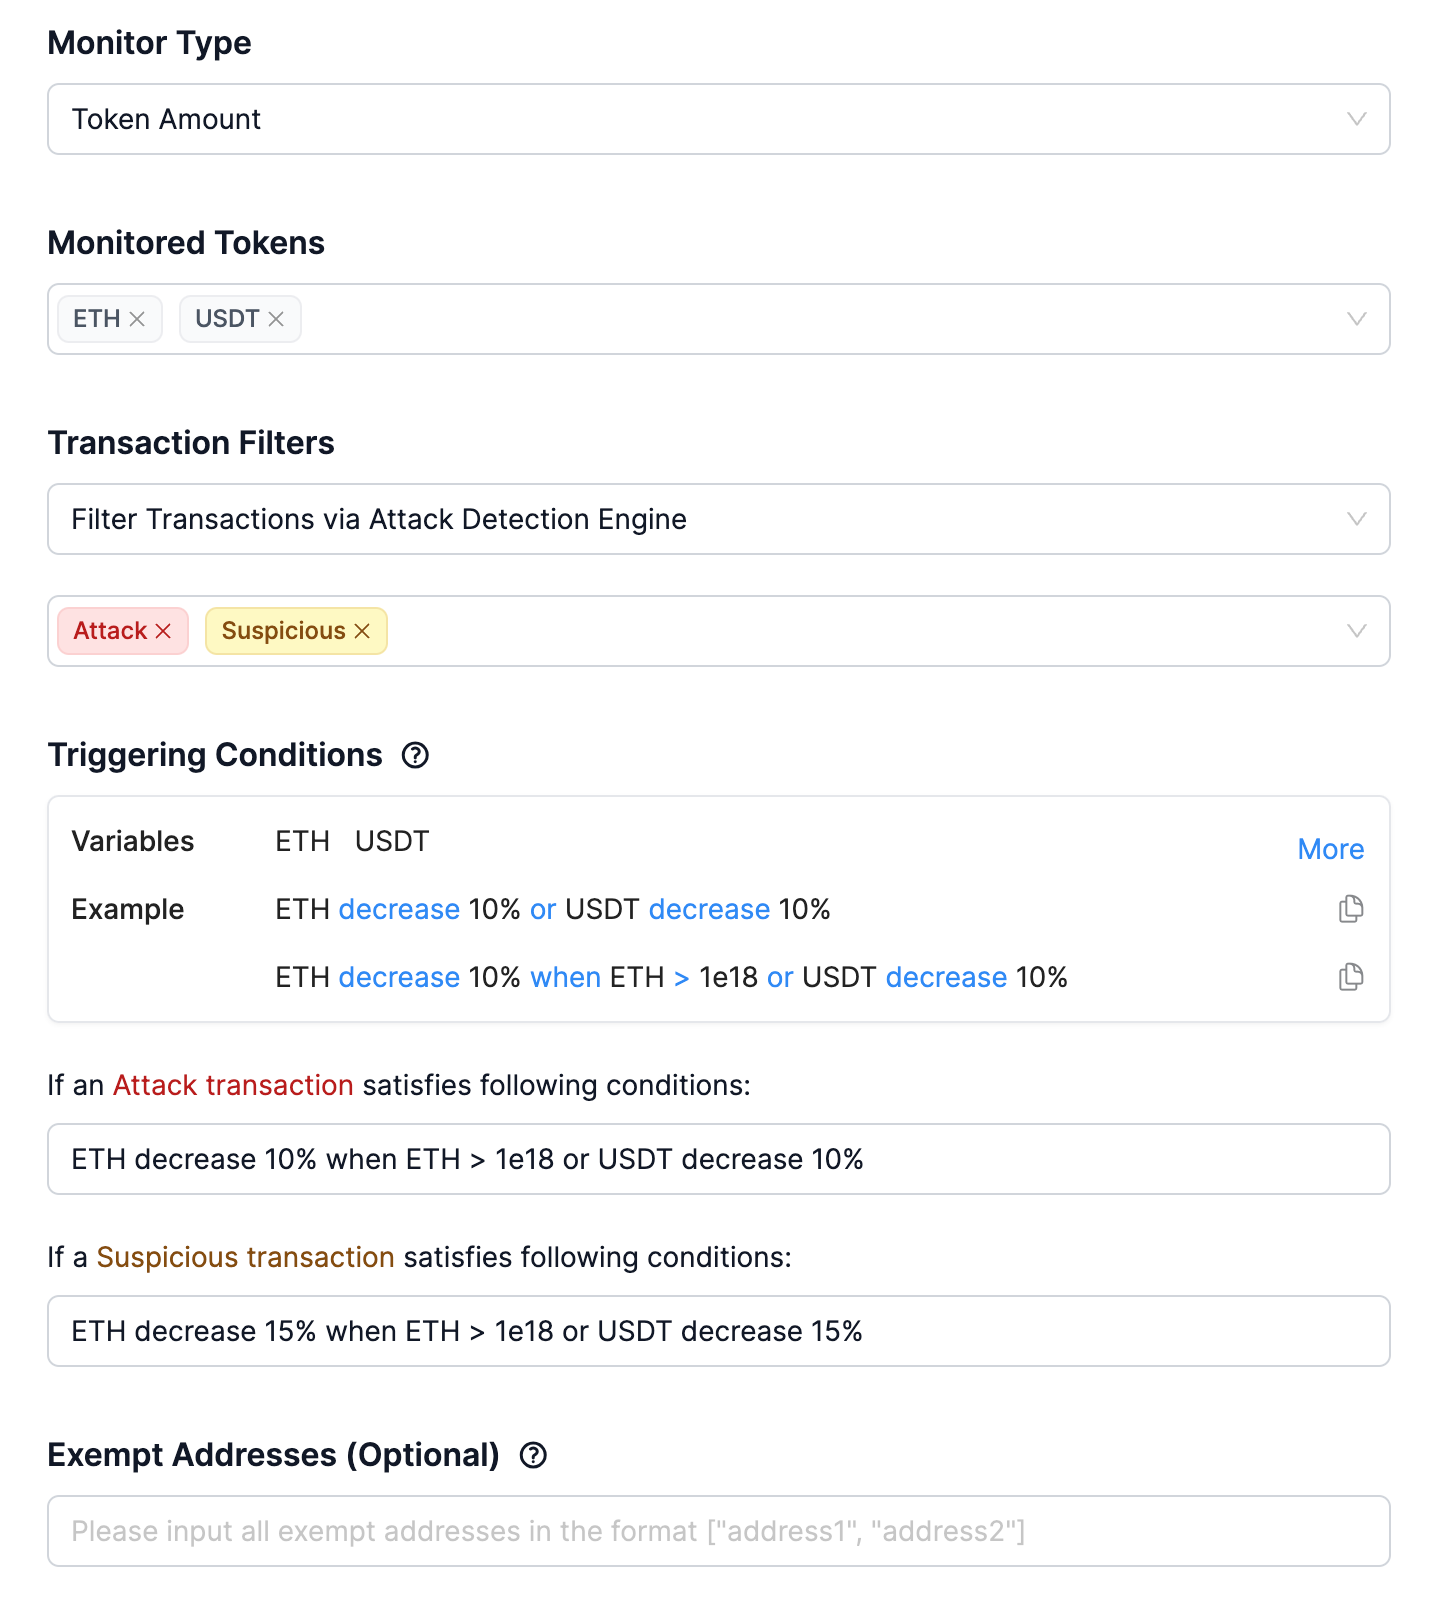 Monitor Type
Token Amount
Monitored Tokens
ETH USDT
Transaction Filters
Filter Transactions via Attack Detection Engine
Attack Suspicious
Triggering Conditions
Variables ETH USDT More
Example ETH decrease 10% or USDT decrease 10%
ETH decrease 10% when ETH > 1e18 or USDT decrease 10%
If an Attack transaction satisfies following conditions:
ETH decrease 10% when ETH > 1e18 or USDT decrease 10%
If a Suspicious transaction satisfies following conditions:
ETH decrease 15% when ETH > 1e18 or USDT decrease 15%
Exempt Addresses (Optional)
Please input all exempt addresses in the format ["address1", "address2"]